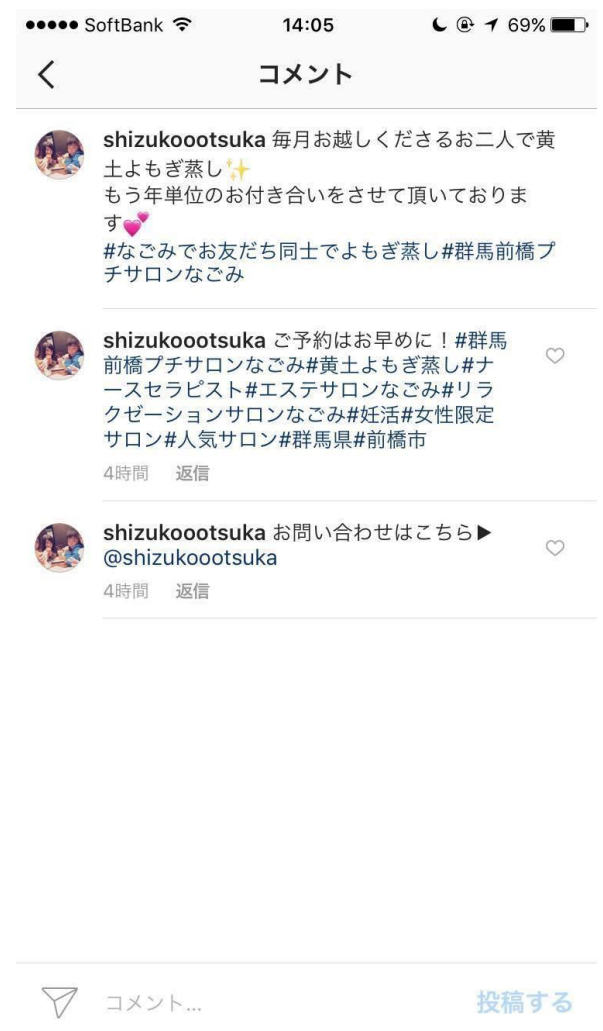 SoftBank 14:05 69%
コメント
shizukoootsuka 毎月お越しくださるお二人で黄
土よもぎ蒸し✨
もう年単位のお付き合いをさせて頂いておりま
す💕
#なごみでお友だち同士でよもぎ蒸し#群馬前橋プ
チサロンなごみ
shizukoootsuka ご予約はお早めに！#群馬
前橋プチサロンなごみ#黄土よもぎ蒸し#ナ
ースセラピスト#エステサロンなごみ#リラ
クゼーションサロンなごみ#妊活#女性限定
サロン#人気サロン#群馬県#前橋市
4時間 返信
shizukoootsuka お問い合わせはこちら▶
@shizukoootsuka
4時間 返信
コメント... 投稿する